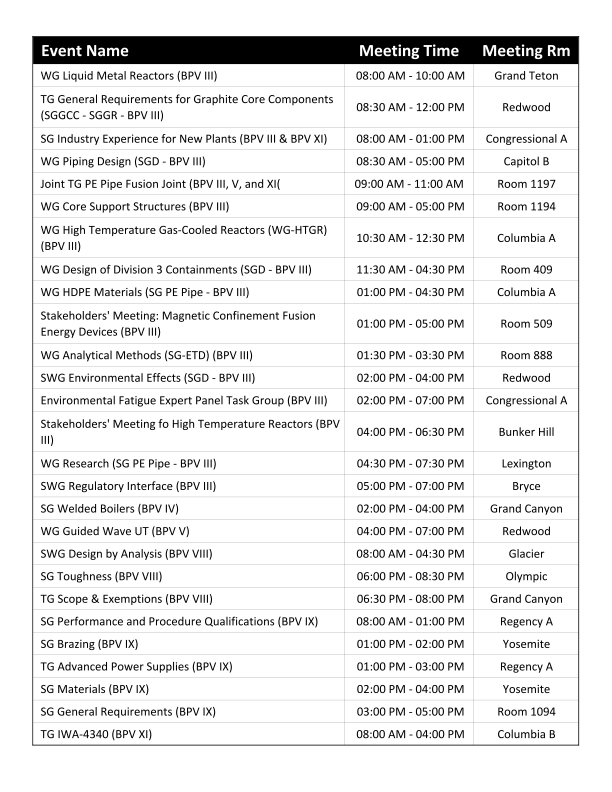 Event Name Meeting Time Meeting Rm
WG Liquid Metal Reactors (BPV III) 08:00 AM - 10:00 AM Grand Teton
TG General Requirements for Graphite Core Components
(SGGCC - SGGR - BPV III) 08:30 AM - 12:00 PM Redwood
SG Industry Experience for New Plants (BPV III & BPV XI) 08:00 AM - 01:00 PM Congressional A
WG Piping Design (SGD - BPV III) 08:30 AM - 05:00 PM Capitol B
Joint TG PE Pipe Fusion Joint (BPV III, V, and XI( 09:00 AM - 11:00 AM Room 1197
WG Core Support Structures (BPV III) 09:00 AM - 05:00 PM Room 1194
WG High Temperature Gas-Cooled Reactors (WG-HTGR)
(BPV III) 10:30 AM - 12:30 PM Columbia A
WG Design of Division 3 Containments (SGD - BPV III) 11:30 AM - 04:30 PM Room 409
WG HDPE Materials (SG PE Pipe - BPV III) 01:00 PM - 04:30 PM Columbia A
Stakeholders' Meeting: Magnetic Confinement Fusion
Energy Devices (BPV III) 01:00 PM - 05:00 PM Room 509
WG Analytical Methods (SG-ETD) (BPV III) 01:30 PM - 03:30 PM Room 888
SWG Environmental Effects (SGD - BPV III) 02:00 PM - 04:00 PM Redwood
Environmental Fatigue Expert Panel Task Group (BPV III) 02:00 PM - 07:00 PM Congressional A
Stakeholders' Meeting fo High Temperature Reactors (BPV
III) 04:00 PM - 06:30 PM Bunker Hill
WG Research (SG PE Pipe - BPV III) 04:30 PM - 07:30 PM Lexington
SWG Regulatory Interface (BPV III) 05:00 PM - 07:00 PM Bryce
SG Welded Boilers (BPV IV) 02:00 PM - 04:00 PM Grand Canyon
WG Guided Wave UT (BPV V) 04:00 PM - 07:00 PM Redwood
SWG Design by Analysis (BPV VIII) 08:00 AM - 04:30 PM Glacier
SG Toughness (BPV VIII) 06:00 PM - 08:30 PM Olympic
TG Scope & Exemptions (BPV VIII) 06:30 PM - 08:00 PM Grand Canyon
SG Performance and Procedure Qualifications (BPV IX) 08:00 AM - 01:00 PM Regency A
SG Brazing (BPV IX) 01:00 PM - 02:00 PM Yosemite
TG Advanced Power Supplies (BPV IX) 01:00 PM - 03:00 PM Regency A
SG Materials (BPV IX) 02:00 PM - 04:00 PM Yosemite
SG General Requirements (BPV IX) 03:00 PM - 05:00 PM Room 1094
TG IWA-4340 (BPV XI) 08:00 AM - 04:00 PM Columbia B